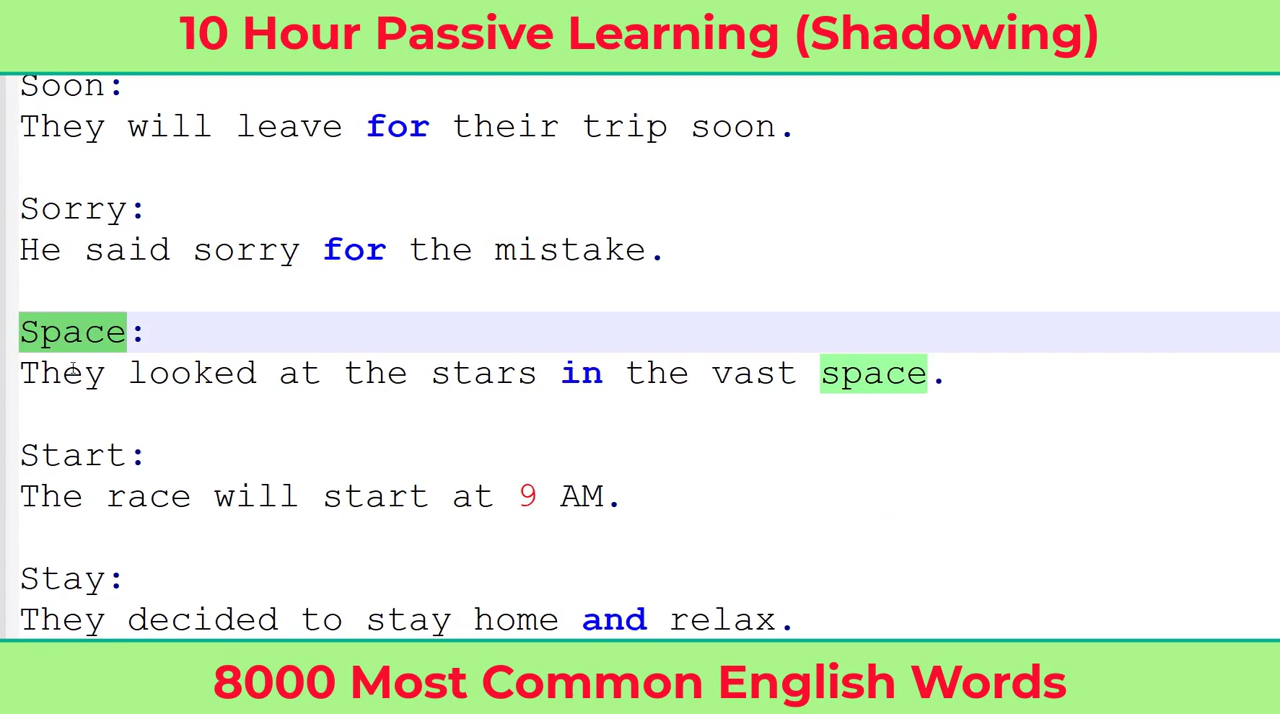 10 Hour Passive Learning (Shadowing)
Soon:
They will leave for their trip soon.
Sorry:
He said sorry for the mistake.
Space:
They looked at the stars in the vast space.
Start:
The race will start at 9 AM.
Stay:
They decided to stay home and relax.
8000 Most Common English Words